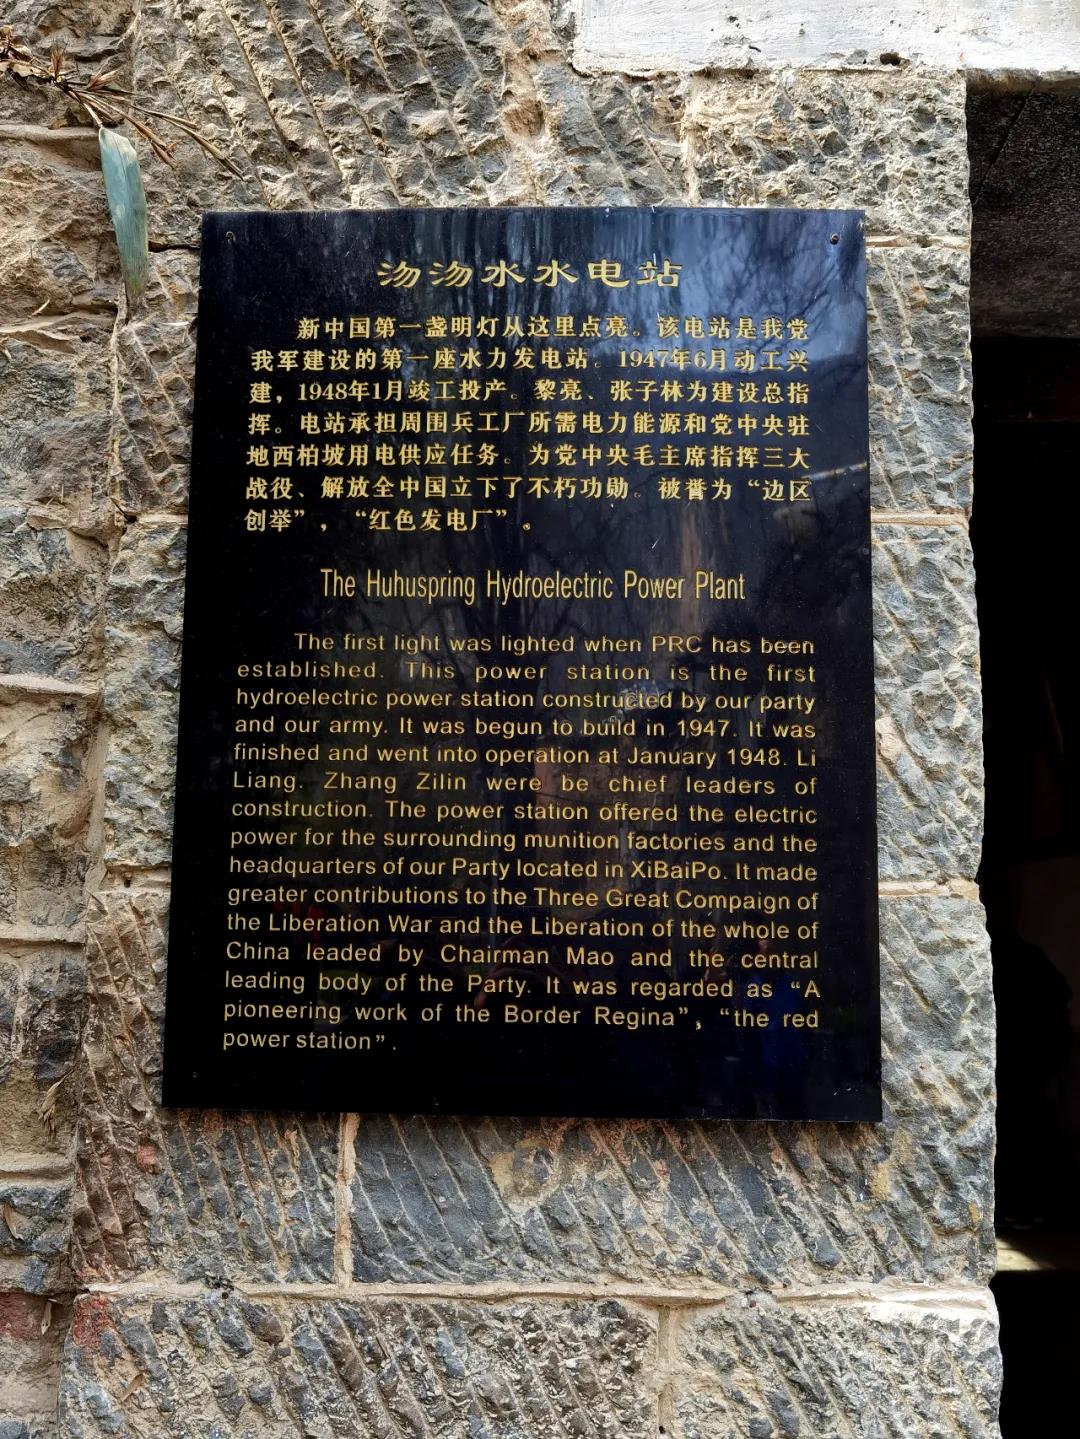 沕沕水水电站
新中国第一盏明灯从这里点亮。该电站是我党
我军建设的第一座水力发电站。1947年6月动工兴
建，1948年1月竣工投产。黎亮、张子林为建设总指
挥。电站承担周围兵工厂所需电力能源和党中央驻
地西柏坡用电供应任务。为党中央毛主席指挥三大
战役、解放全中国立下了不朽功勋。被誉为“边区
创举”，“红色发电厂”。
The Huhuspring Hydroelectric Power Plant
The first light was lighted when PRC has been
established. This power station is the first
hydroelectric power station constructed by our party
and our army. It was begun to build in 1947. It was
finished and went into operation at January 1948. Li
Liang. Zhang Zilin were be chief leaders of
construction. The power station offered the electric
power for the surrounding munition factories and the
headquarters of our Party located in XiBaiPo. It made
greater contributions to the Three Great Compaign of
the Liberation War and the Liberation of the whole of
China leaded by Chairman Mao and the central
leading body of the Party. It was regarded as “A
pioneering work of the Border Regina”, “the red
power station”.